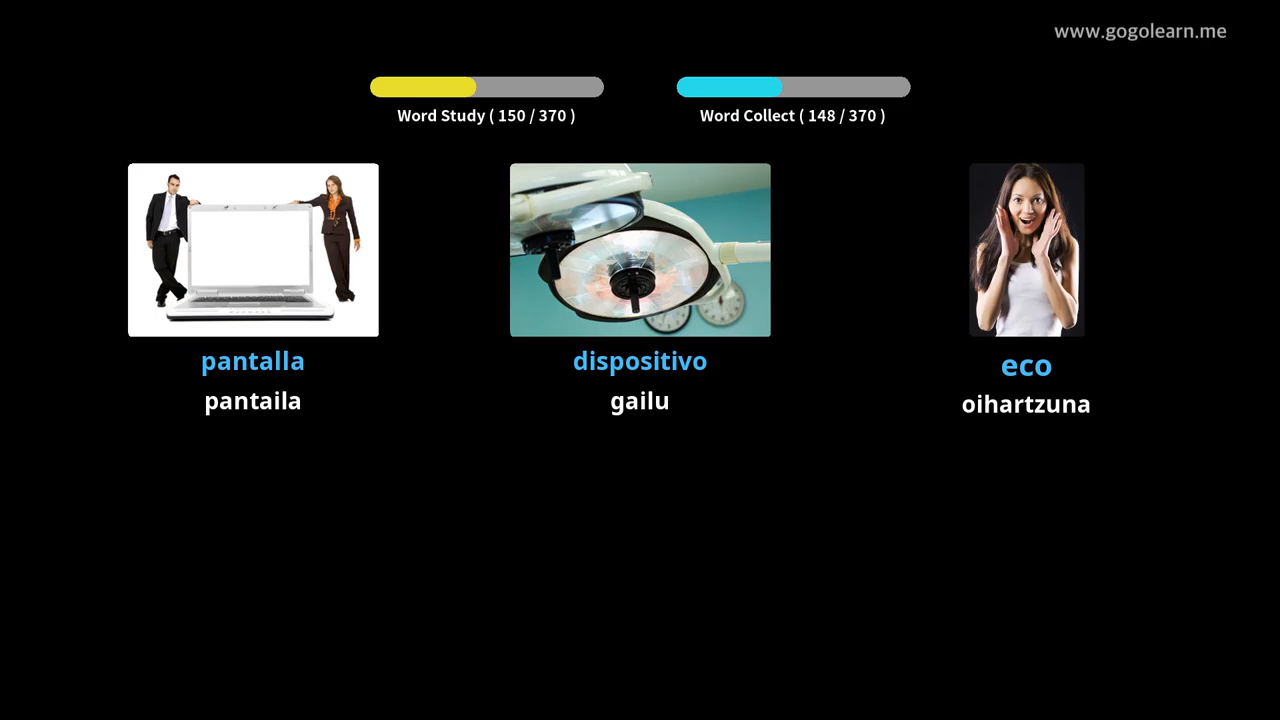 www.gogolearn.me
Word Study ( 150 / 370 )
Word Collect ( 148 / 370 )
pantalla
pantaila
dispositivo
gailu
eco
oihartzuna